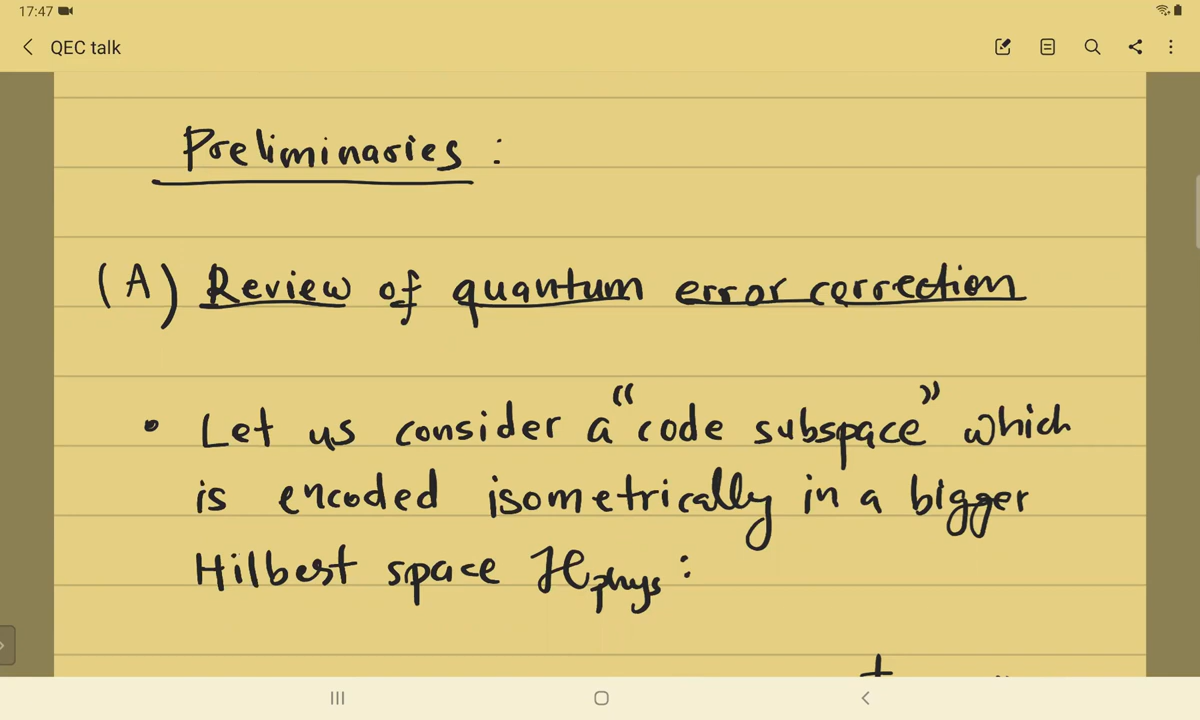 17:47
QEC talk
Preliminaries :
(A) Review of quantum error correction
• Let us consider a "code subspace" which
is encoded isometrically in a bigger
Hilbert space ℋphys :